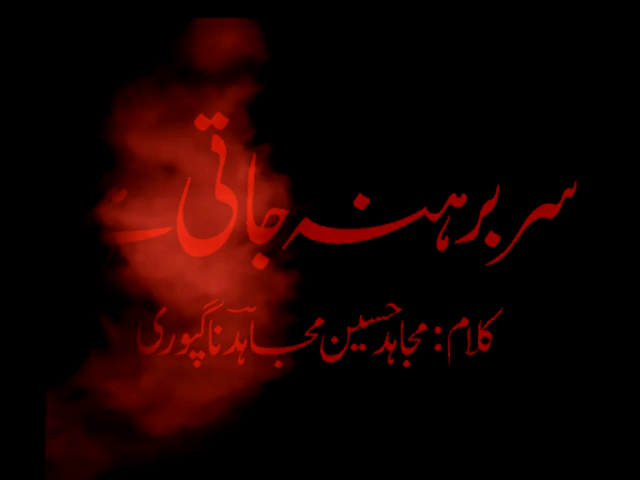 سر برہنہ جاتی ہے
کلام : مجاہد حسین مجاہدؔ ناگپوری